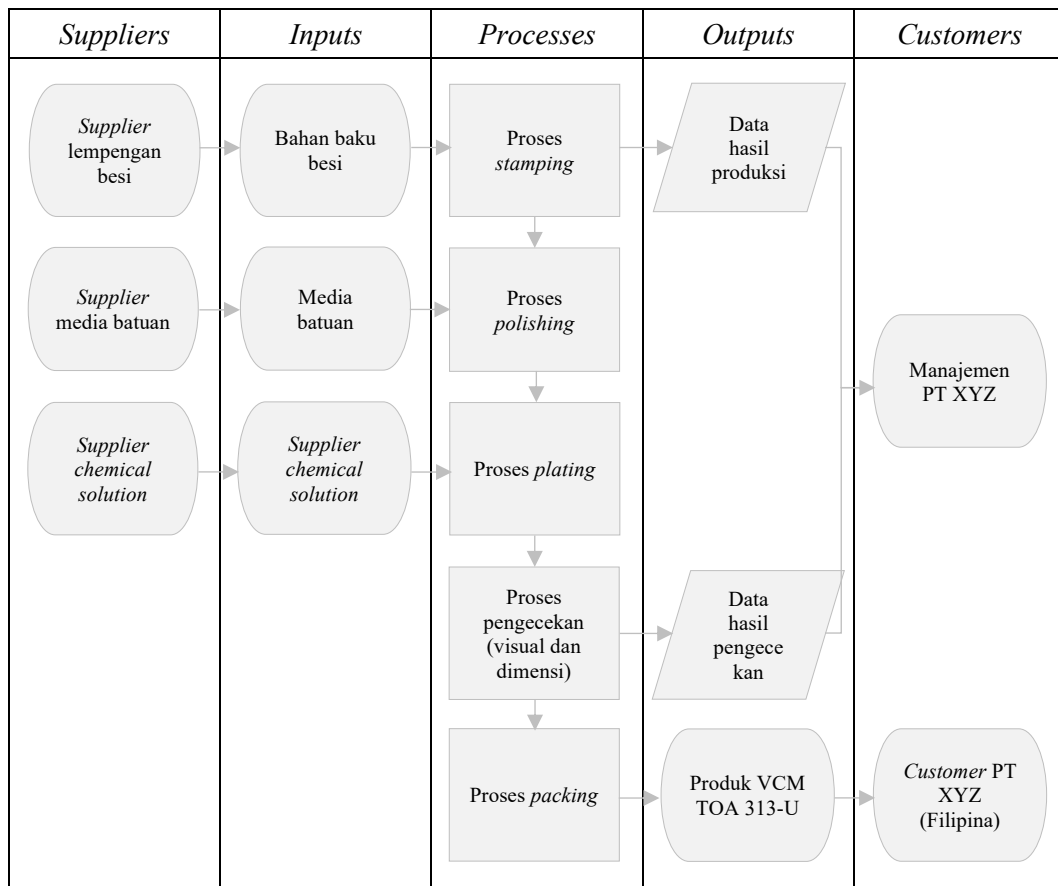 Suppliers
Inputs
Processes
Outputs
Customers
Supplier
lempengan
besi
Bahan baku
besi
Proses
stamping
Data
hasil
produksi
Supplier
media batuan
Media
batuan
Proses
polishing
Manajemen
PT XYZ
Supplier
chemical
solution
Supplier
chemical
solution
Proses plating
Proses
pengecekan
(visual dan
dimensi)
Data
hasil
pengece
kan
Proses packing
Produk VCM
TOA 313-U
Customer PT
XYZ
(Filipina)